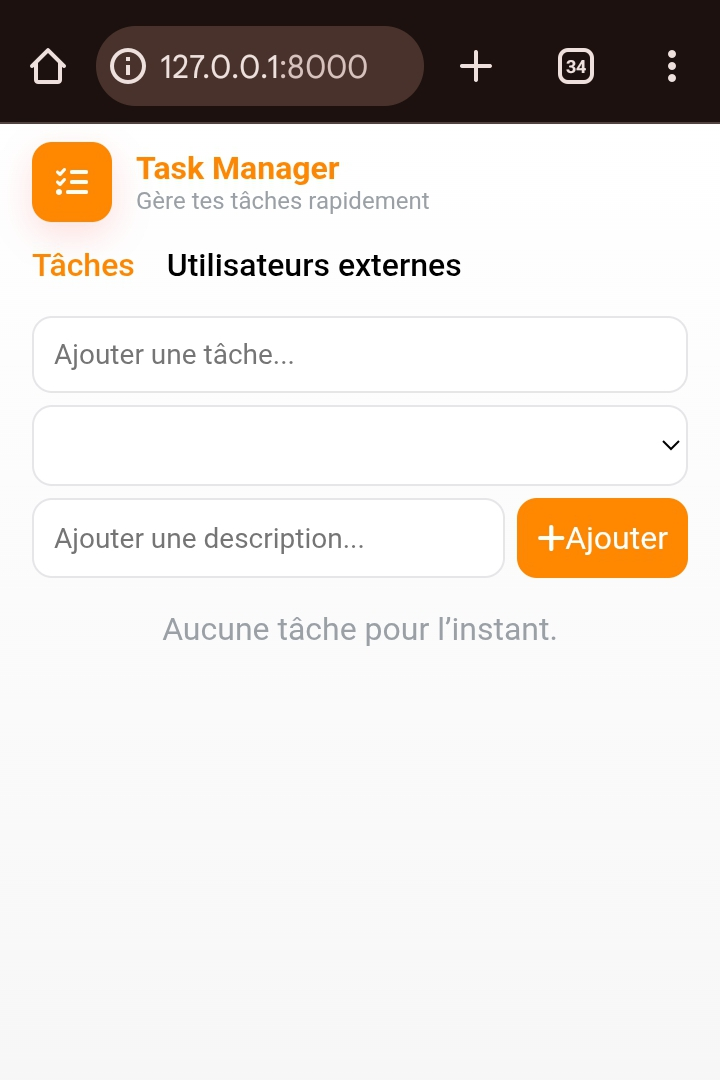 127.0.0.1:8000
34
Task Manager
Gère tes tâches rapidement
Tâches Utilisateurs externes
Ajouter une tâche...
Ajouter une description...
+Ajouter
Aucune tâche pour l’instant.